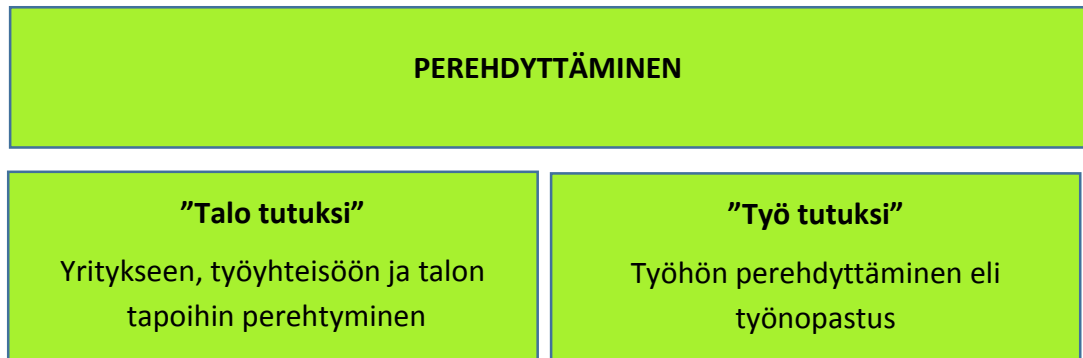 PEREHDYTTÄMINEN
”Talo tutuksi”
Yritykseen, työyhteisöön ja talon
tapoihin perehtyminen
”Työ tutuksi”
Työhön perehdyttäminen eli
työnopastus